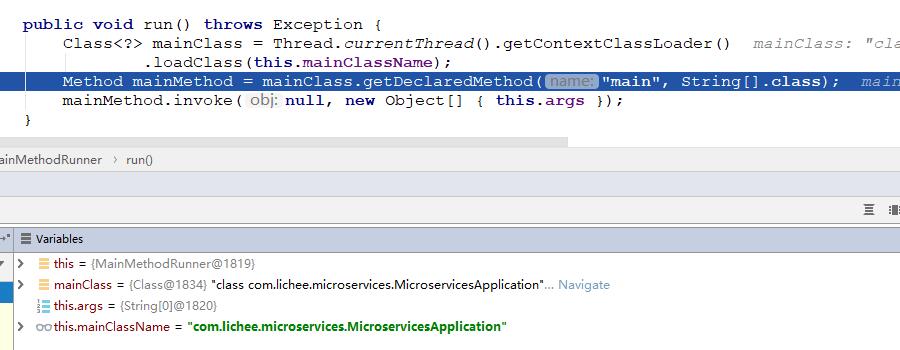 public void run() throws Exception {
Class<?> mainClass = Thread.currentThread().getContextClassLoader() mainClass: "cla
.loadClass(this.mainClassName);
Method mainMethod = mainClass.getDeclaredMethod( name: "main", String[].class); main
mainMethod.invoke( obj: null, new Object[] { this.args });
}
ainMethodRunner › run()
Variables
this = {MainMethodRunner@1819}
mainClass = {Class@1834} "class com.lichee.microservices.MicroservicesApplication"... Navigate
this.args = {String[0]@1820}
this.mainClassName = "com.lichee.microservices.MicroservicesApplication"